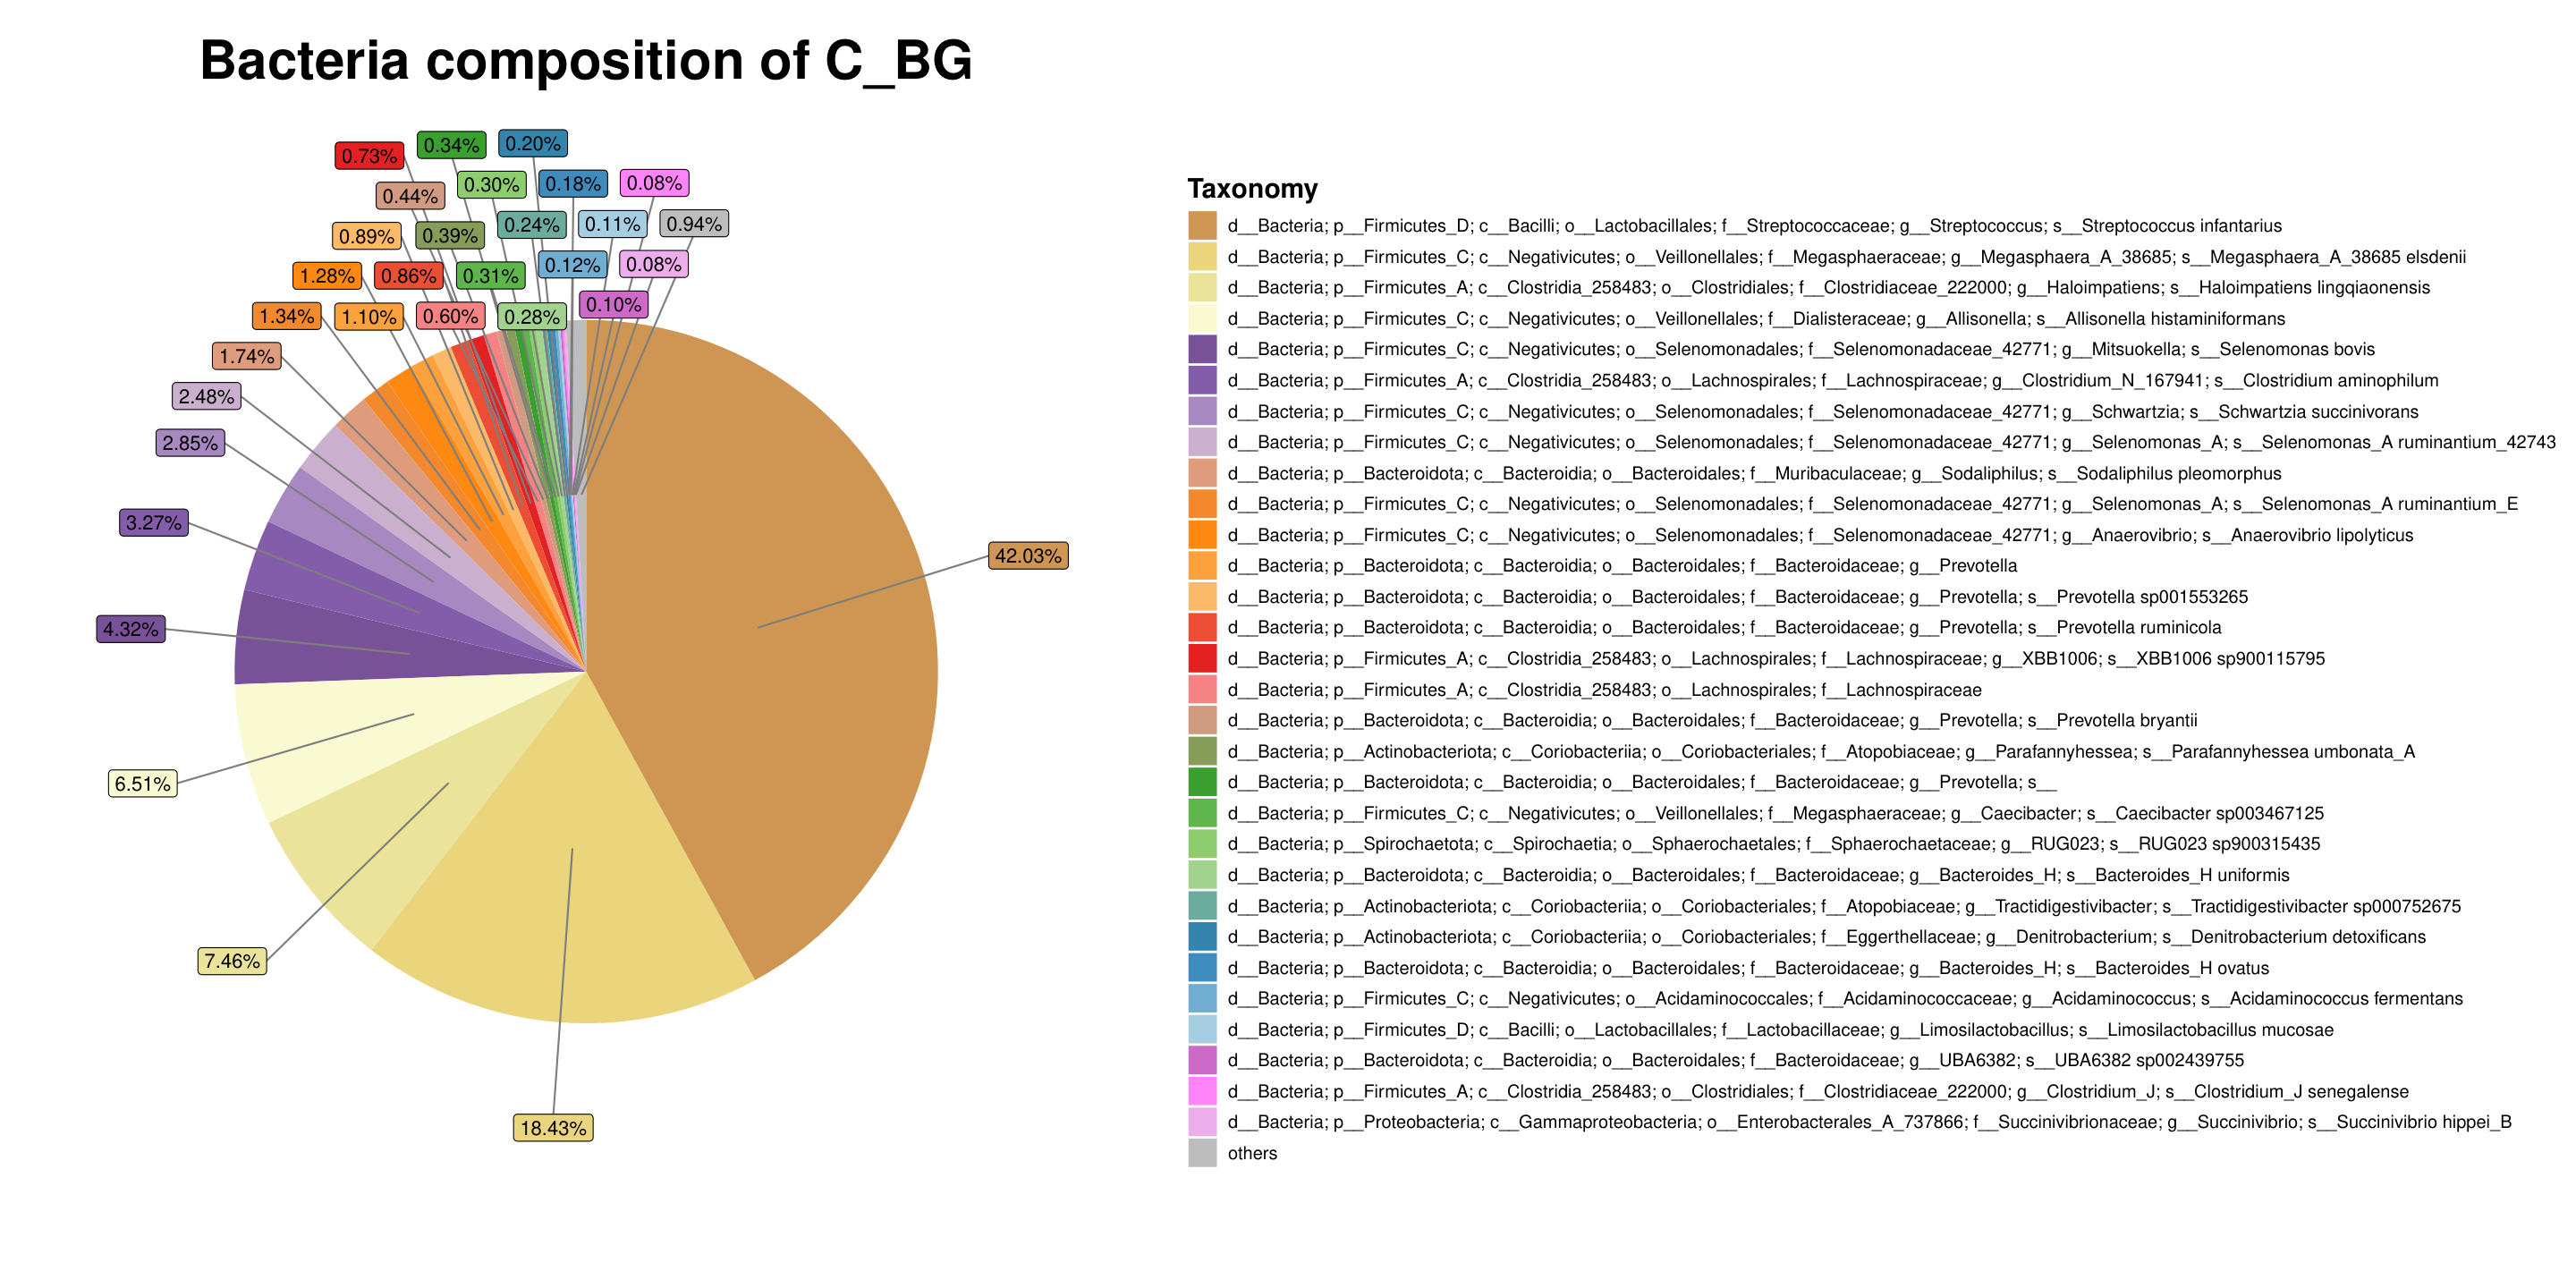 Bacteria composition of C_BG
0.34%
0.20%
0.73%
0.30%
0.18%
0.08%
0.44%
0.24%
0.11%
0.94%
0.89%
0.39%
0.12%
0.08%
1.28%
0.86%
0.31%
0.10%
1.34%
1.10%
0.60%
0.28%
1.74%
2.48%
2.85%
3.27%
42.03%
4.32%
6.51%
7.46%
18.43%
Taxonomy
d__Bacteria; p__Firmicutes_D; c__Bacilli; o__Lactobacillales; f__Streptococcaceae; g__Streptococcus; s__Streptococcus infantarius
d__Bacteria; p__Firmicutes_C; c__Negativicutes; o__Veillonellales; f__Megasphaeraceae; g__Megasphaera_A_38685; s__Megasphaera_A_38685 elsdenii
d__Bacteria; p__Firmicutes_A; c__Clostridia_258483; o__Clostridiales; f__Clostridiaceae_222000; g__Haloimpatiens; s__Haloimpatiens lingqiaonensis
d__Bacteria; p__Firmicutes_C; c__Negativicutes; o__Veillonellales; f__Dialisteraceae; g__Allisonella; s__Allisonella histaminiformans
d__Bacteria; p__Firmicutes_C; c__Negativicutes; o__Selenomonadales; f__Selenomonadaceae_42771; g__Mitsuokella; s__Selenomonas bovis
d__Bacteria; p__Firmicutes_A; c__Clostridia_258483; o__Lachnospirales; f__Lachnospiraceae; g__Clostridium_N_167941; s__Clostridium aminophilum
d__Bacteria; p__Firmicutes_C; c__Negativicutes; o__Selenomonadales; f__Selenomonadaceae_42771; g__Schwartzia; s__Schwartzia succinivorans
d__Bacteria; p__Firmicutes_C; c__Negativicutes; o__Selenomonadales; f__Selenomonadaceae_42771; g__Selenomonas_A; s__Selenomonas_A ruminantium_42743
d__Bacteria; p__Bacteroidota; c__Bacteroidia; o__Bacteroidales; f__Muribaculaceae; g__Sodaliphilus; s__Sodaliphilus pleomorphus
d__Bacteria; p__Firmicutes_C; c__Negativicutes; o__Selenomonadales; f__Selenomonadaceae_42771; g__Selenomonas_A; s__Selenomonas_A ruminantium_E
d__Bacteria; p__Firmicutes_C; c__Negativicutes; o__Selenomonadales; f__Selenomonadaceae_42771; g__Anaerovibrio; s__Anaerovibrio lipolyticus
d__Bacteria; p__Bacteroidota; c__Bacteroidia; o__Bacteroidales; f__Bacteroidaceae; g__Prevotella
d__Bacteria; p__Bacteroidota; c__Bacteroidia; o__Bacteroidales; f__Bacteroidaceae; g__Prevotella; s__Prevotella sp001553265
d__Bacteria; p__Bacteroidota; c__Bacteroidia; o__Bacteroidales; f__Bacteroidaceae; g__Prevotella; s__Prevotella ruminicola
d__Bacteria; p__Firmicutes_A; c__Clostridia_258483; o__Lachnospirales; f__Lachnospiraceae; g__XBB1006; s__XBB1006 sp900115795
d__Bacteria; p__Firmicutes_A; c__Clostridia_258483; o__Lachnospirales; f__Lachnospiraceae
d__Bacteria; p__Bacteroidota; c__Bacteroidia; o__Bacteroidales; f__Bacteroidaceae; g__Prevotella; s__Prevotella bryantii
d__Bacteria; p__Actinobacteriota; c__Coriobacteriia; o__Coriobacteriales; f__Atopobiaceae; g__Parafannyhessea; s__Parafannyhessea umbonata_A
d__Bacteria; p__Bacteroidota; c__Bacteroidia; o__Bacteroidales; f__Bacteroidaceae; g__Prevotella; s__
d__Bacteria; p__Firmicutes_C; c__Negativicutes; o__Veillonellales; f__Megasphaeraceae; g__Caecibacter; s__Caecibacter sp003467125
d__Bacteria; p__Spirochaetota; c__Spirochaetia; o__Sphaerochaetales; f__Sphaerochaetaceae; g__RUG023; s__RUG023 sp900315435
d__Bacteria; p__Bacteroidota; c__Bacteroidia; o__Bacteroidales; f__Bacteroidaceae; g__Bacteroides_H; s__Bacteroides_H uniformis
d__Bacteria; p__Actinobacteriota; c__Coriobacteriia; o__Coriobacteriales; f__Atopobiaceae; g__Tractidigestivibacter; s__Tractidigestivibacter sp000752675
d__Bacteria; p__Actinobacteriota; c__Coriobacteriia; o__Coriobacteriales; f__Eggerthellaceae; g__Denitrobacterium; s__Denitrobacterium detoxificans
d__Bacteria; p__Bacteroidota; c__Bacteroidia; o__Bacteroidales; f__Bacteroidaceae; g__Bacteroides_H; s__Bacteroides_H ovatus
d__Bacteria; p__Firmicutes_C; c__Negativicutes; o__Acidaminococcales; f__Acidaminococcaceae; g__Acidaminococcus; s__Acidaminococcus fermentans
d__Bacteria; p__Firmicutes_D; c__Bacilli; o__Lactobacillales; f__Lactobacillaceae; g__Limosilactobacillus; s__Limosilactobacillus mucosae
d__Bacteria; p__Bacteroidota; c__Bacteroidia; o__Bacteroidales; f__Bacteroidaceae; g__UBA6382; s__UBA6382 sp002439755
d__Bacteria; p__Firmicutes_A; c__Clostridia_258483; o__Clostridiales; f__Clostridiaceae_222000; g__Clostridium_J; s__Clostridium_J senegalense
d__Bacteria; p__Proteobacteria; c__Gammaproteobacteria; o__Enterobacterales_A_737866; f__Succinivibrionaceae; g__Succinivibrio; s__Succinivibrio hippei_B
others